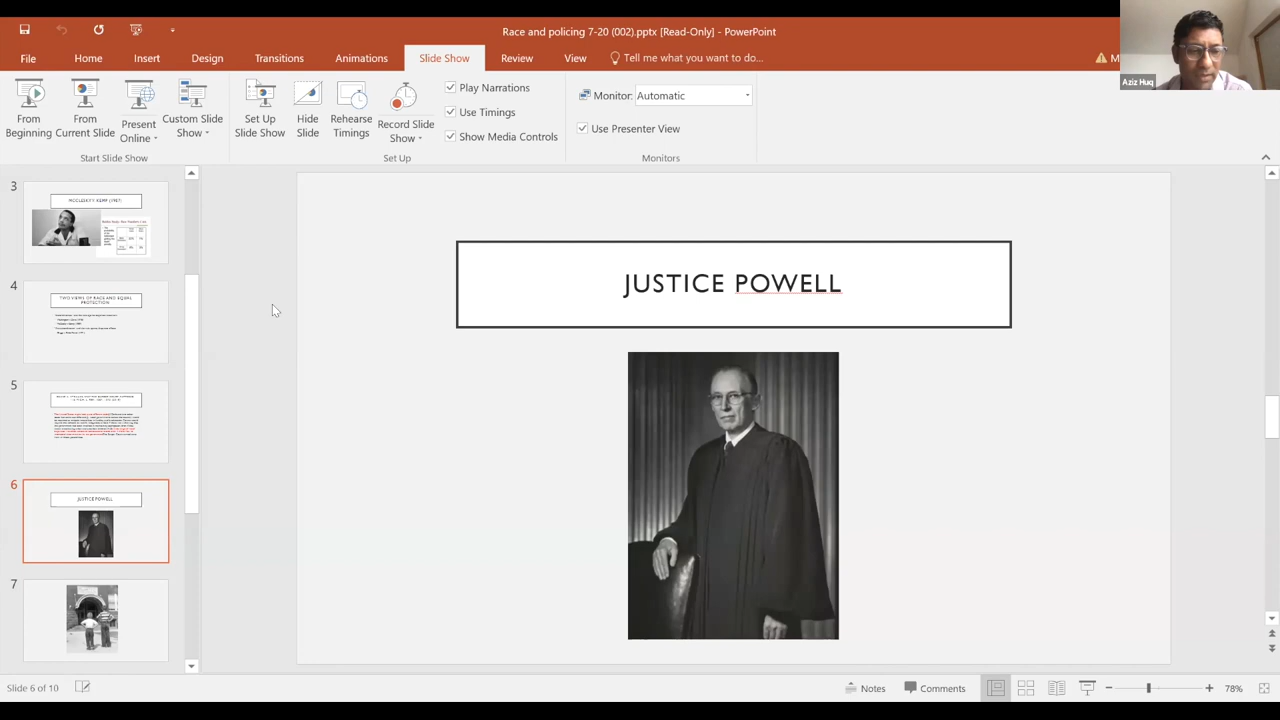 Race and policing 7-20 (002).pptx [Read-Only] - PowerPoint
Aziz Huq
File Home Insert Design Transitions Animations Slide Show Review View Tell me what you want to do...
From Beginning
From Current Slide
Present Online
Custom Slide Show
Set Up Slide Show
Hide Slide
Rehearse Timings
Record Slide Show
Play Narrations
Use Timings
Show Media Controls
Monitor: Automatic
Use Presenter View
Start Slide Show
Set Up
Monitors
3
MCCLESKY V. KEMP (1987)
4
TWO VIEWS OF RACE AND EQUAL
PROTECTION
5
6
JUSTICE POWELL
7
JUSTICE POWELL
Slide 6 of 10
Notes
Comments
78%